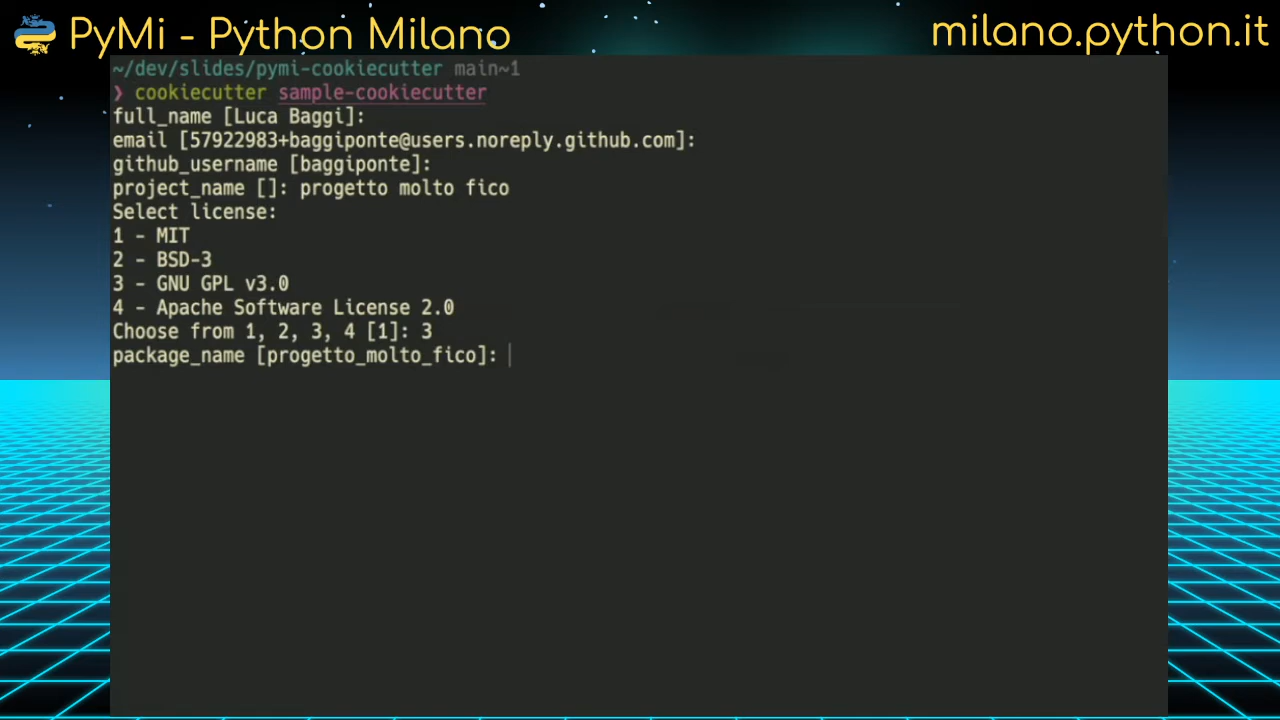 PyMi - Python Milano
milano.python.it
~/dev/slides/pymi-cookiecutter main~1
❯ cookiecutter sample-cookiecutter
full_name [Luca Baggi]:
email [57922983+baggiponte@users.noreply.github.com]:
github_username [baggiponte]:
project_name []: progetto molto fico
Select license:
1 - MIT
2 - BSD-3
3 - GNU GPL v3.0
4 - Apache Software License 2.0
Choose from 1, 2, 3, 4 [1]: 3
package_name [progetto_molto_fico]: